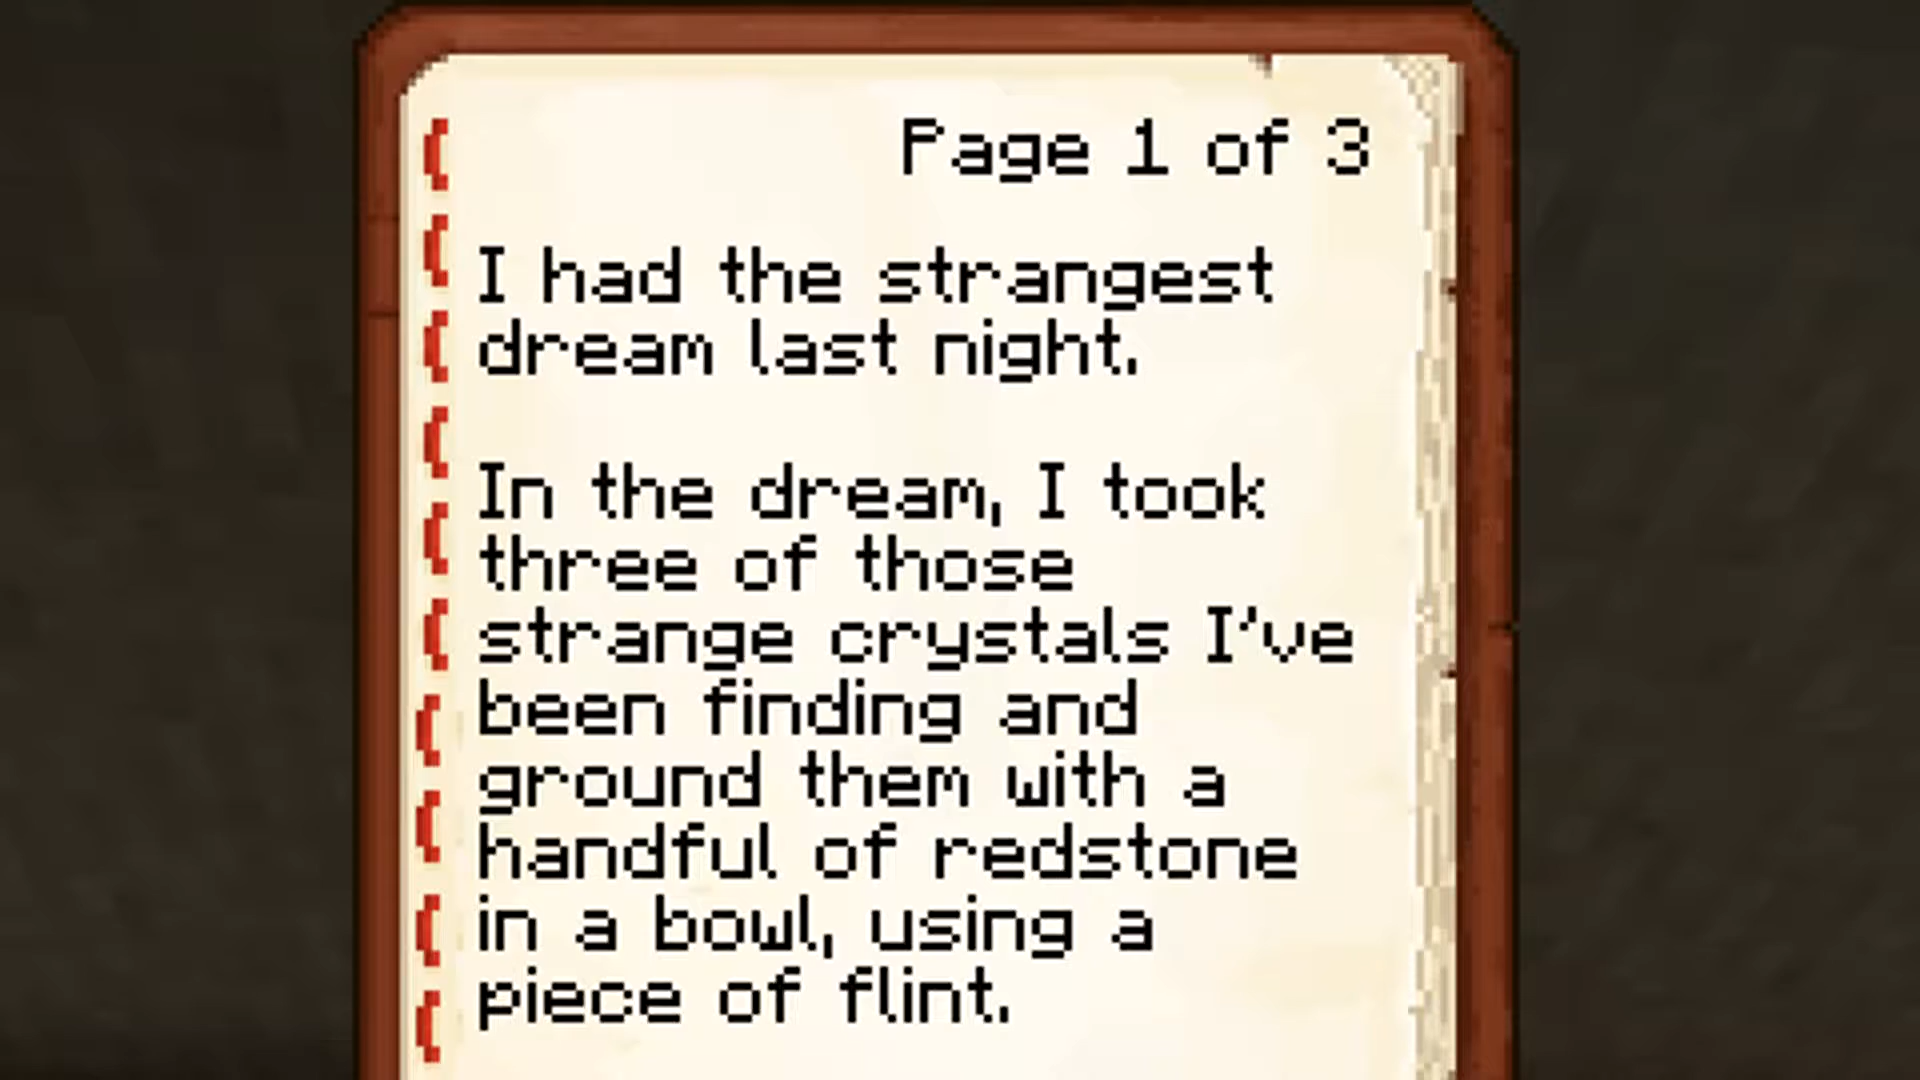 Page 1 of 3
I had the strangest
dream last night.
In the dream, I took
three of those
strange crystals I've
been finding and
ground them with a
handful of redstone
in a bowl, using a
piece of flint.